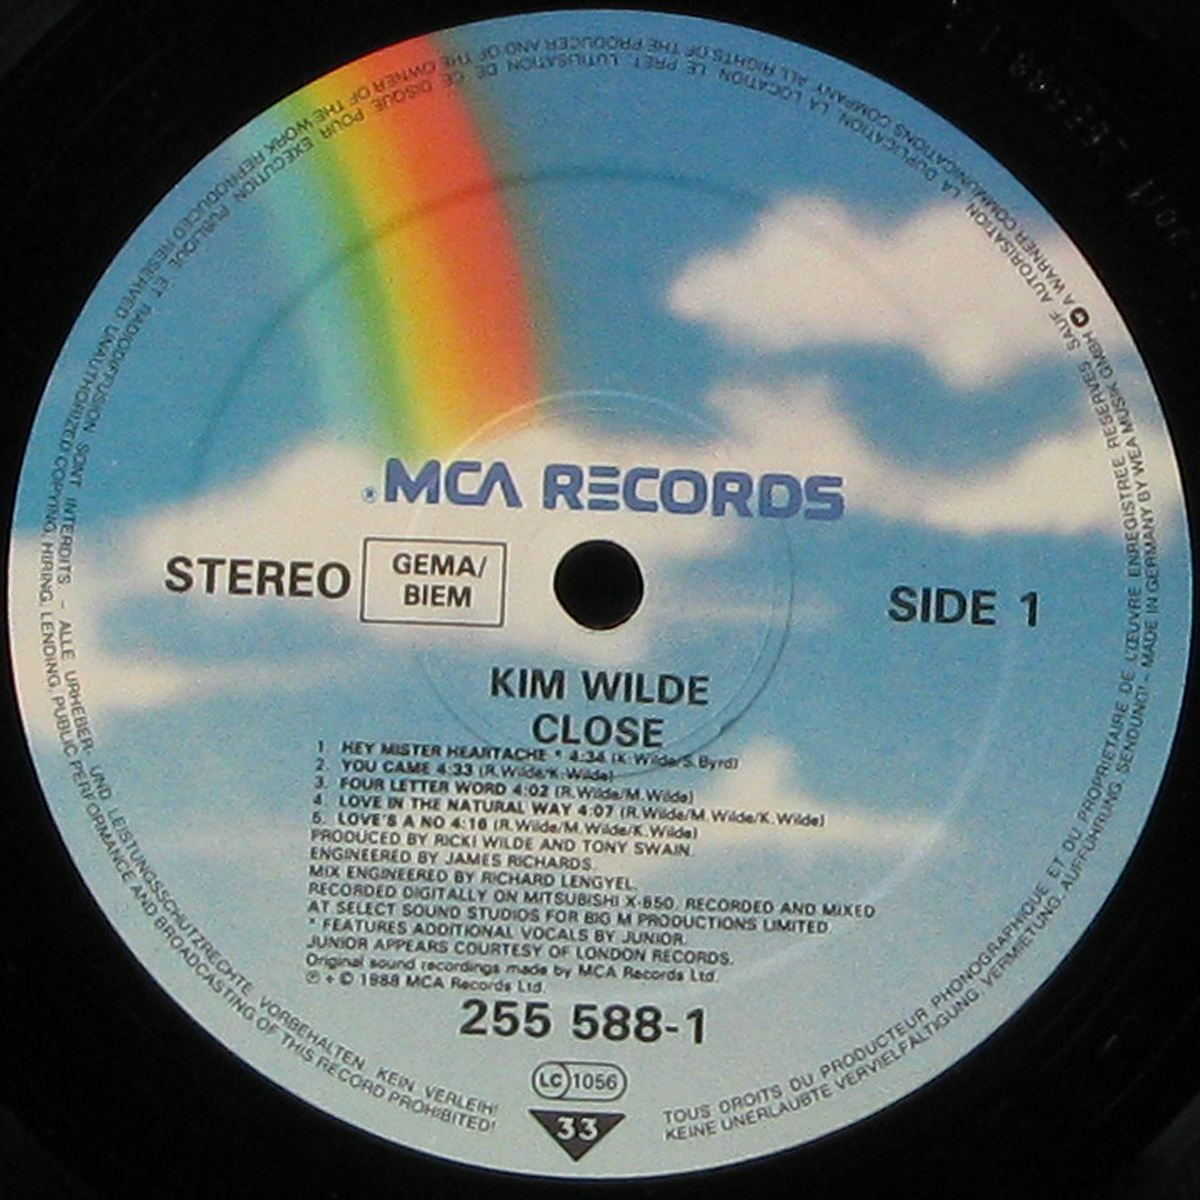 ® MCA RECORDS
STEREO
GEMA/
BIEM
SIDE 1
KIM WILDE
CLOSE
1. HEY MISTER HEARTACHE * 4:34 (K. Wilde/S. Byrd)
2. YOU CAME 4:33 (R. Wilde/K. Wilde)
3. FOUR LETTER WORD 4:02 (R. Wilde/M. Wilde)
4. LOVE IN THE NATURAL WAY 4:07 (R. Wilde/M. Wilde/K. Wilde)
5. LOVE'S A NO 4:16 (R. Wilde/M. Wilde/K. Wilde)
PRODUCED BY RICKI WILDE AND TONY SWAIN.
ENGINEERED BY JAMES RICHARDS.
MIX ENGINEERED BY RICHARD LENGYEL.
RECORDED DIGITALLY ON MITSUBISHI X-850. RECORDED AND MIXED
AT SELECT SOUND STUDIOS FOR BIG M PRODUCTIONS LIMITED.
* FEATURES ADDITIONAL VOCALS BY JUNIOR.
JUNIOR APPEARS COURTESY OF LONDON RECORDS.
Original sound recordings made by MCA Records Ltd.
℗ + © 1988 MCA Records Ltd.
255 588-1
LC 1056
33
TOUS DROITS DU PRODUCTEUR PHONOGRAPHIQUE ET DU PROPRIETAIRE DE L'ŒUVRE ENREGISTREE RESERVES. SAUF AUTORISATION, LA DUPLICATION, LA LOCATION, LE PRET, L'UTILISATION DE CE DISQUE POUR EXECUTION PUBLIQUE ET RADIODIFFUSION SONT INTERDITS. – ALLE URHEBER- UND LEISTUNGSSCHUTZRECHTE VORBEHALTEN. KEIN VERLEIH!
KEINE UNERLAUBTE VERVIELFÄLTIGUNG, VERMIETUNG, AUFFÜHRUNG, SENDUNG! – MADE IN GERMANY BY WEA MUSIK GMBH A WARNER COMMUNICATIONS COMPANY. ALL RIGHTS OF THE PRODUCER AND OF THE OWNER OF THE WORK REPRODUCED RESERVED. UNAUTHORIZED COPYING, HIRING, LENDING, PUBLIC PERFORMANCE AND BROADCASTING OF THIS RECORD PROHIBITED!